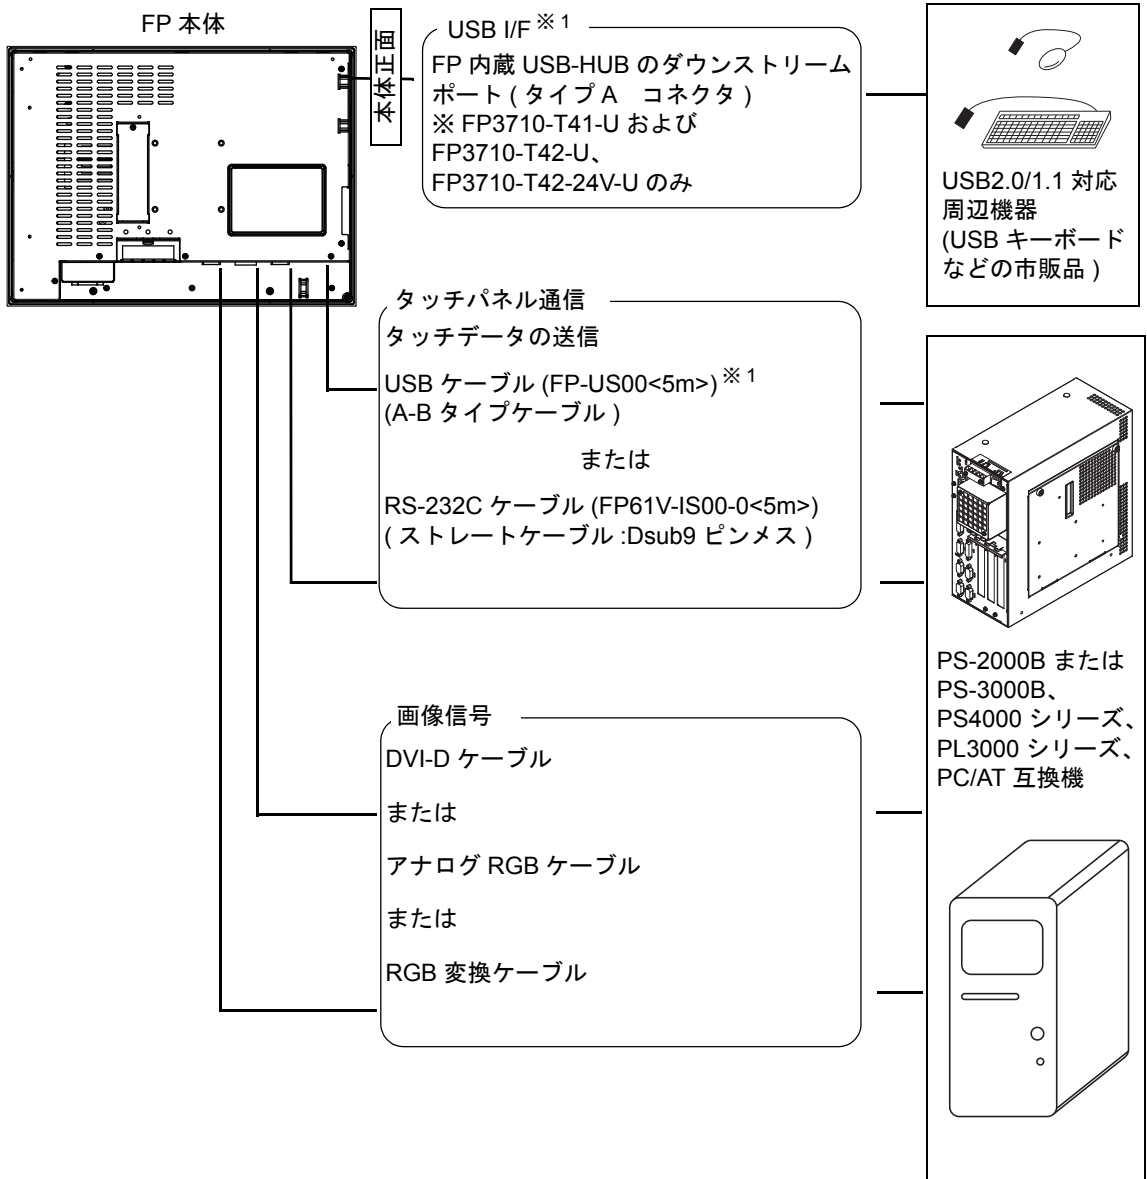 FP 本体
本体正面
USB I/F ※ 1
FP 内蔵 USB-HUB のダウンストリーム
ポート ( タイプ A　コネクタ )
※ FP3710-T41-U および
FP3710-T42-U、
FP3710-T42-24V-U のみ
USB2.0/1.1 対応
周辺機器
(USB キーボード
などの市販品 )
タッチパネル通信
タッチデータの送信
USB ケーブル (FP-US00<5m>) ※ 1
(A-B タイプケーブル )
または
RS-232C ケーブル (FP61V-IS00-0<5m>)
( ストレートケーブル :Dsub9 ピンメス )
PS-2000B または
PS-3000B、
PS4000 シリーズ、
PL3000 シリーズ、
PC/AT 互換機
画像信号
DVI-D ケーブル
または
アナログ RGB ケーブル
または
RGB 変換ケーブル